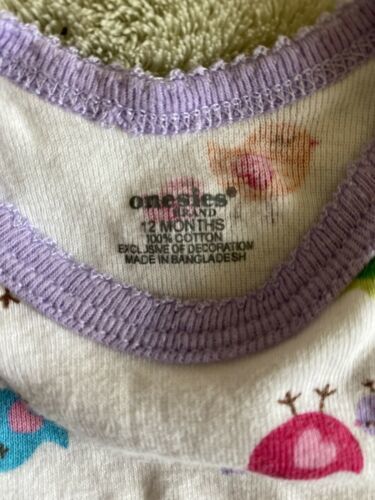 onesies®
BRAND
12 MONTHS
100% COTTON
EXCLUSIVE OF DECORATION
MADE IN BANGLADESH